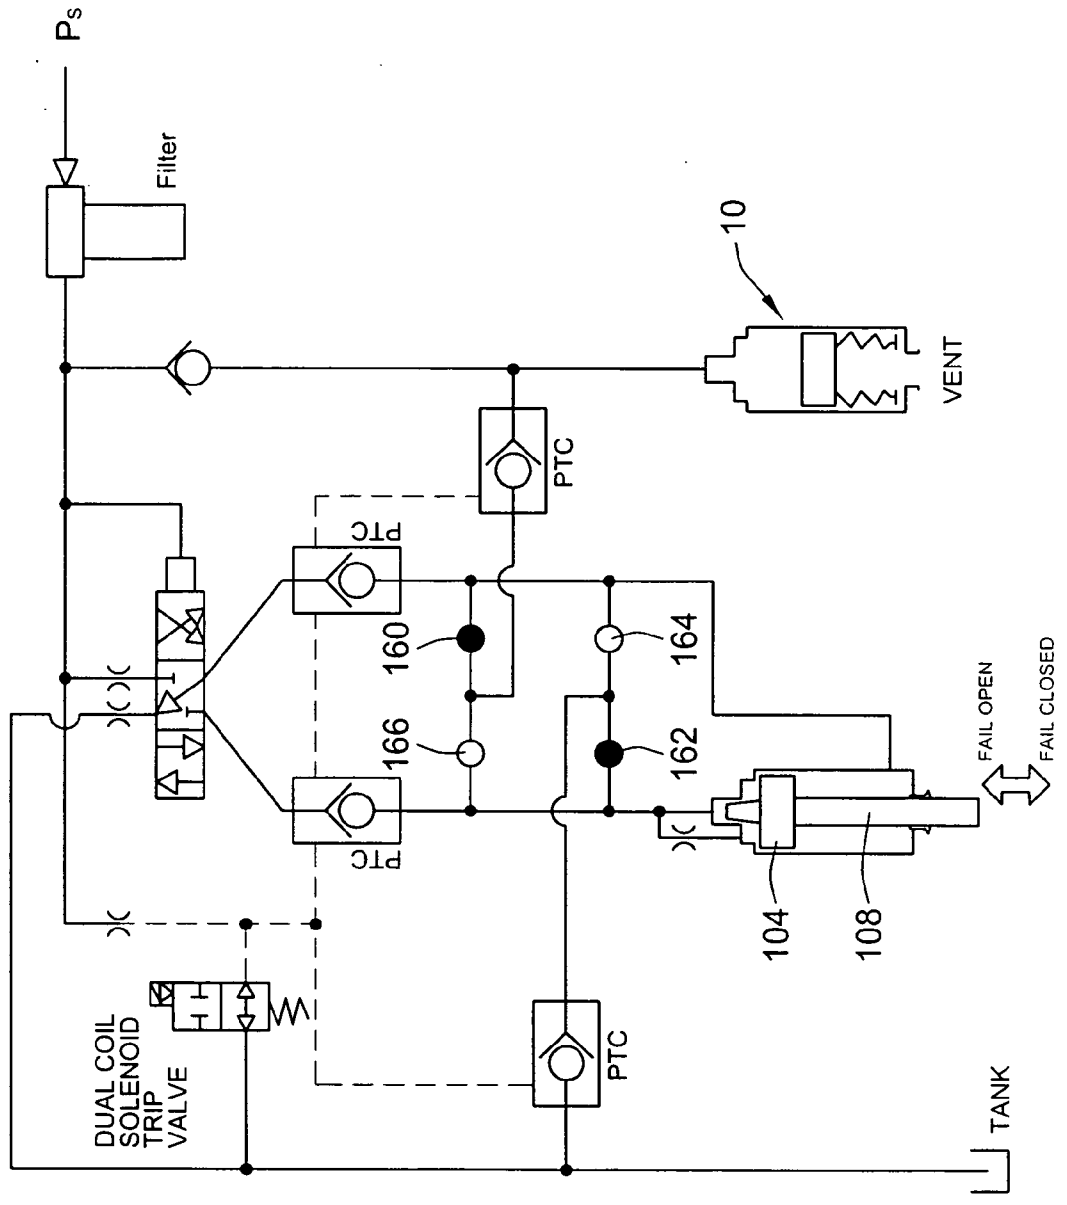 P_S
Filter
10
VENT
PTC
PTC
160
164
166
162
FAIL OPEN
FAIL CLOSED
PTC
104
108
DUAL COIL
SOLENOID
TRIP
VALVE
PTC
TANK